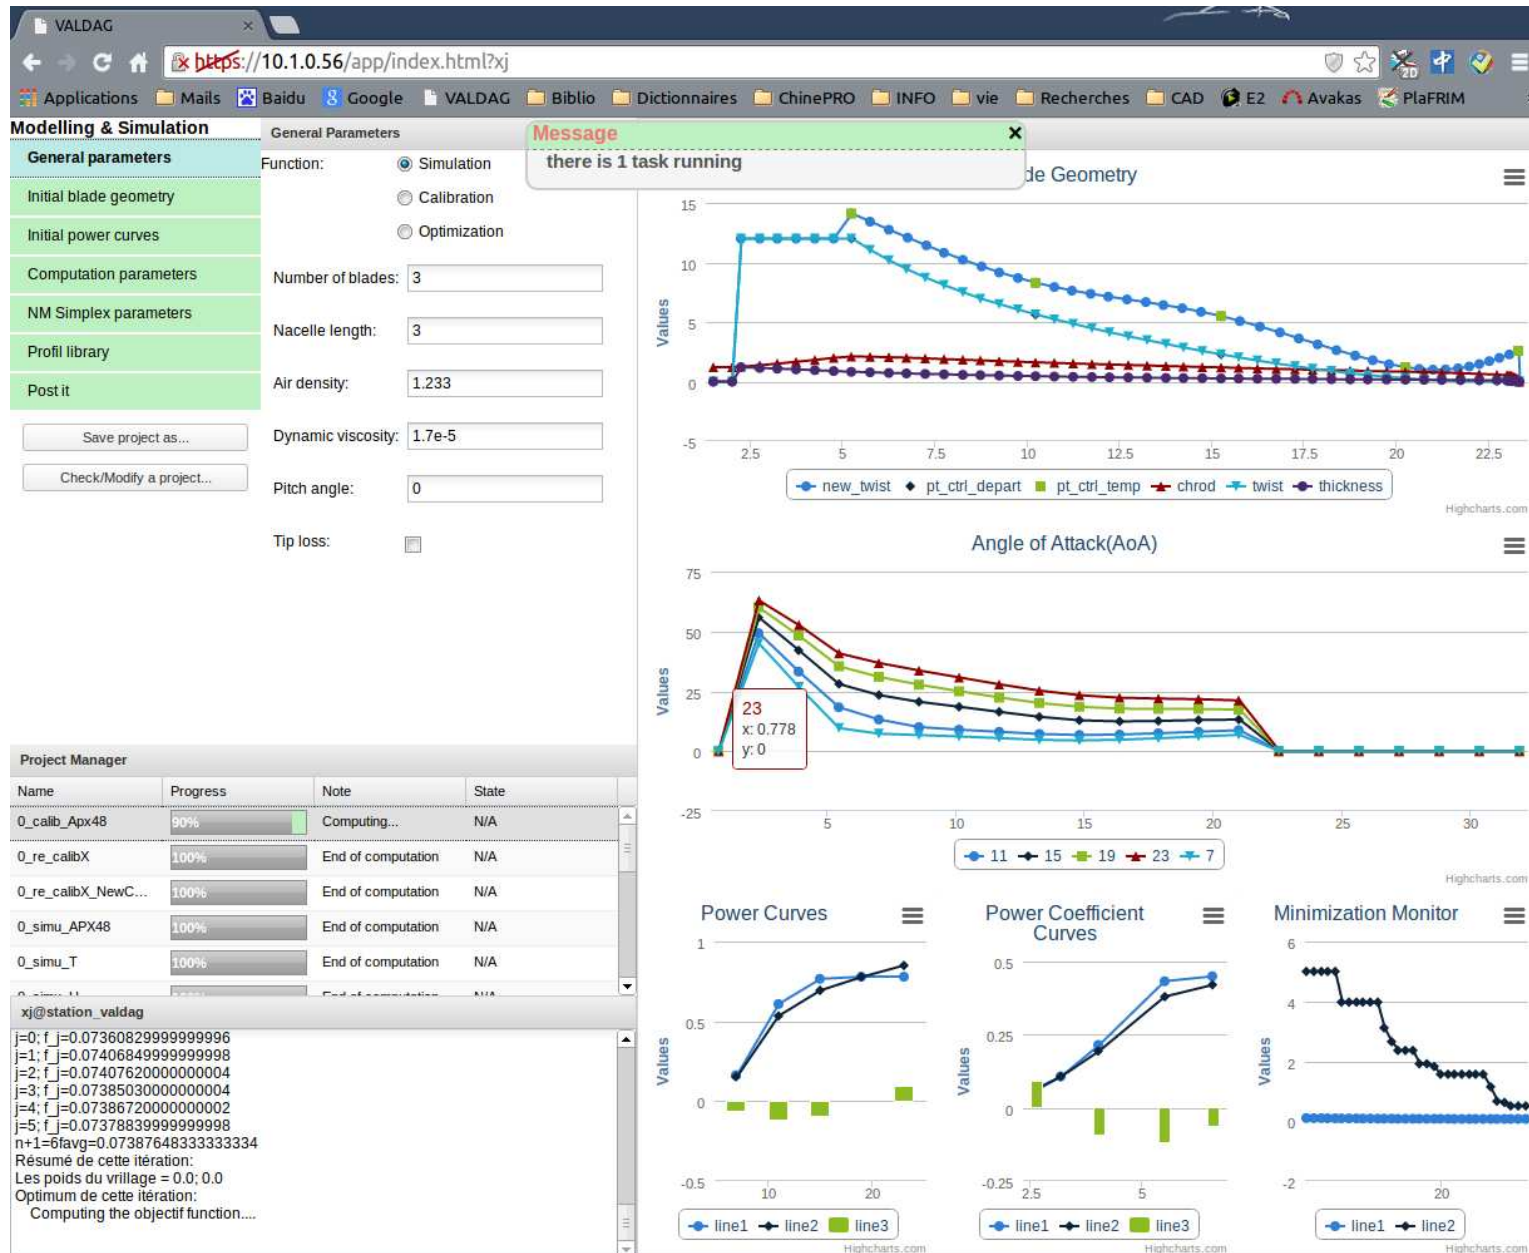 VALDAG
https://10.1.0.56/app/index.html?xj
Applications Mails Baidu Google VALDAG Biblio Dictionnaires ChinePRO INFO vie Recherches CAD E2 Avakas PlaFRIM
Modelling & Simulation
General parameters
Initial blade geometry
Initial power curves
Computation parameters
NM Simplex parameters
Profil library
Post it
Save project as...
Check/Modify a project...
General Parameters
Function:
Simulation
Calibration
Optimization
Number of blades: 3
Nacelle length: 3
Air density: 1.233
Dynamic viscosity: 1.7e-5
Pitch angle: 0
Tip loss:
Message
there is 1 task running
de Geometry
Values
15
10
5
0
-5
2.5 5 7.5 10 12.5 15 17.5 20 22.5
new_twist pt_ctrl_depart pt_ctrl_temp chrod twist thickness
Highcharts.com
Angle of Attack(AoA)
Values
75
50
25
0
-25
23
x: 0.778
y: 0
5 10 15 20 25 30
11 15 19 23 7
Highcharts.com
Project Manager
Name Progress Note State
0_calib_Apx48 90% Computing... N/A
0_re_calibX 100% End of computation N/A
0_re_calibX_NewC... 100% End of computation N/A
0_simu_APX48 100% End of computation N/A
0_simu_T 100% End of computation N/A
xj@station_valdag
j=0; f_j=0.07360829999999996
j=1; f_j=0.07406849999999998
j=2; f_j=0.07407620000000004
j=3; f_j=0.07385030000000004
j=4; f_j=0.07386720000000002
j=5; f_j=0.07378839999999998
n+1=6favg=0.07387648333333334
Résumé de cette itération:
Les poids du vrillage = 0.0; 0.0
Optimum de cette itération:
Computing the objectif function....
Power Curves
Values
1
0.5
0
-0.5
10 20
line1 line2 line3
Highcharts.com
Power Coefficient
Curves
Values
0.5
0.25
0
-0.25
2.5 5
line1 line2 line3
Highcharts.com
Minimization Monitor
Values
6
4
2
0
-2
20
line1 line2
Highcharts.com